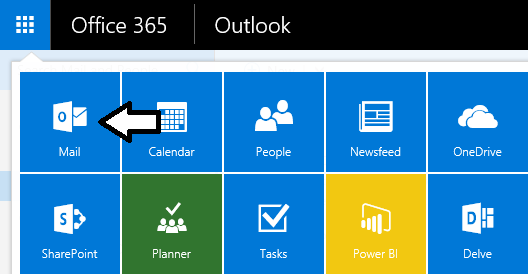 Office 365 Outlook
Mail Calendar People Newsfeed OneDrive
SharePoint Planner Tasks Power BI Delve